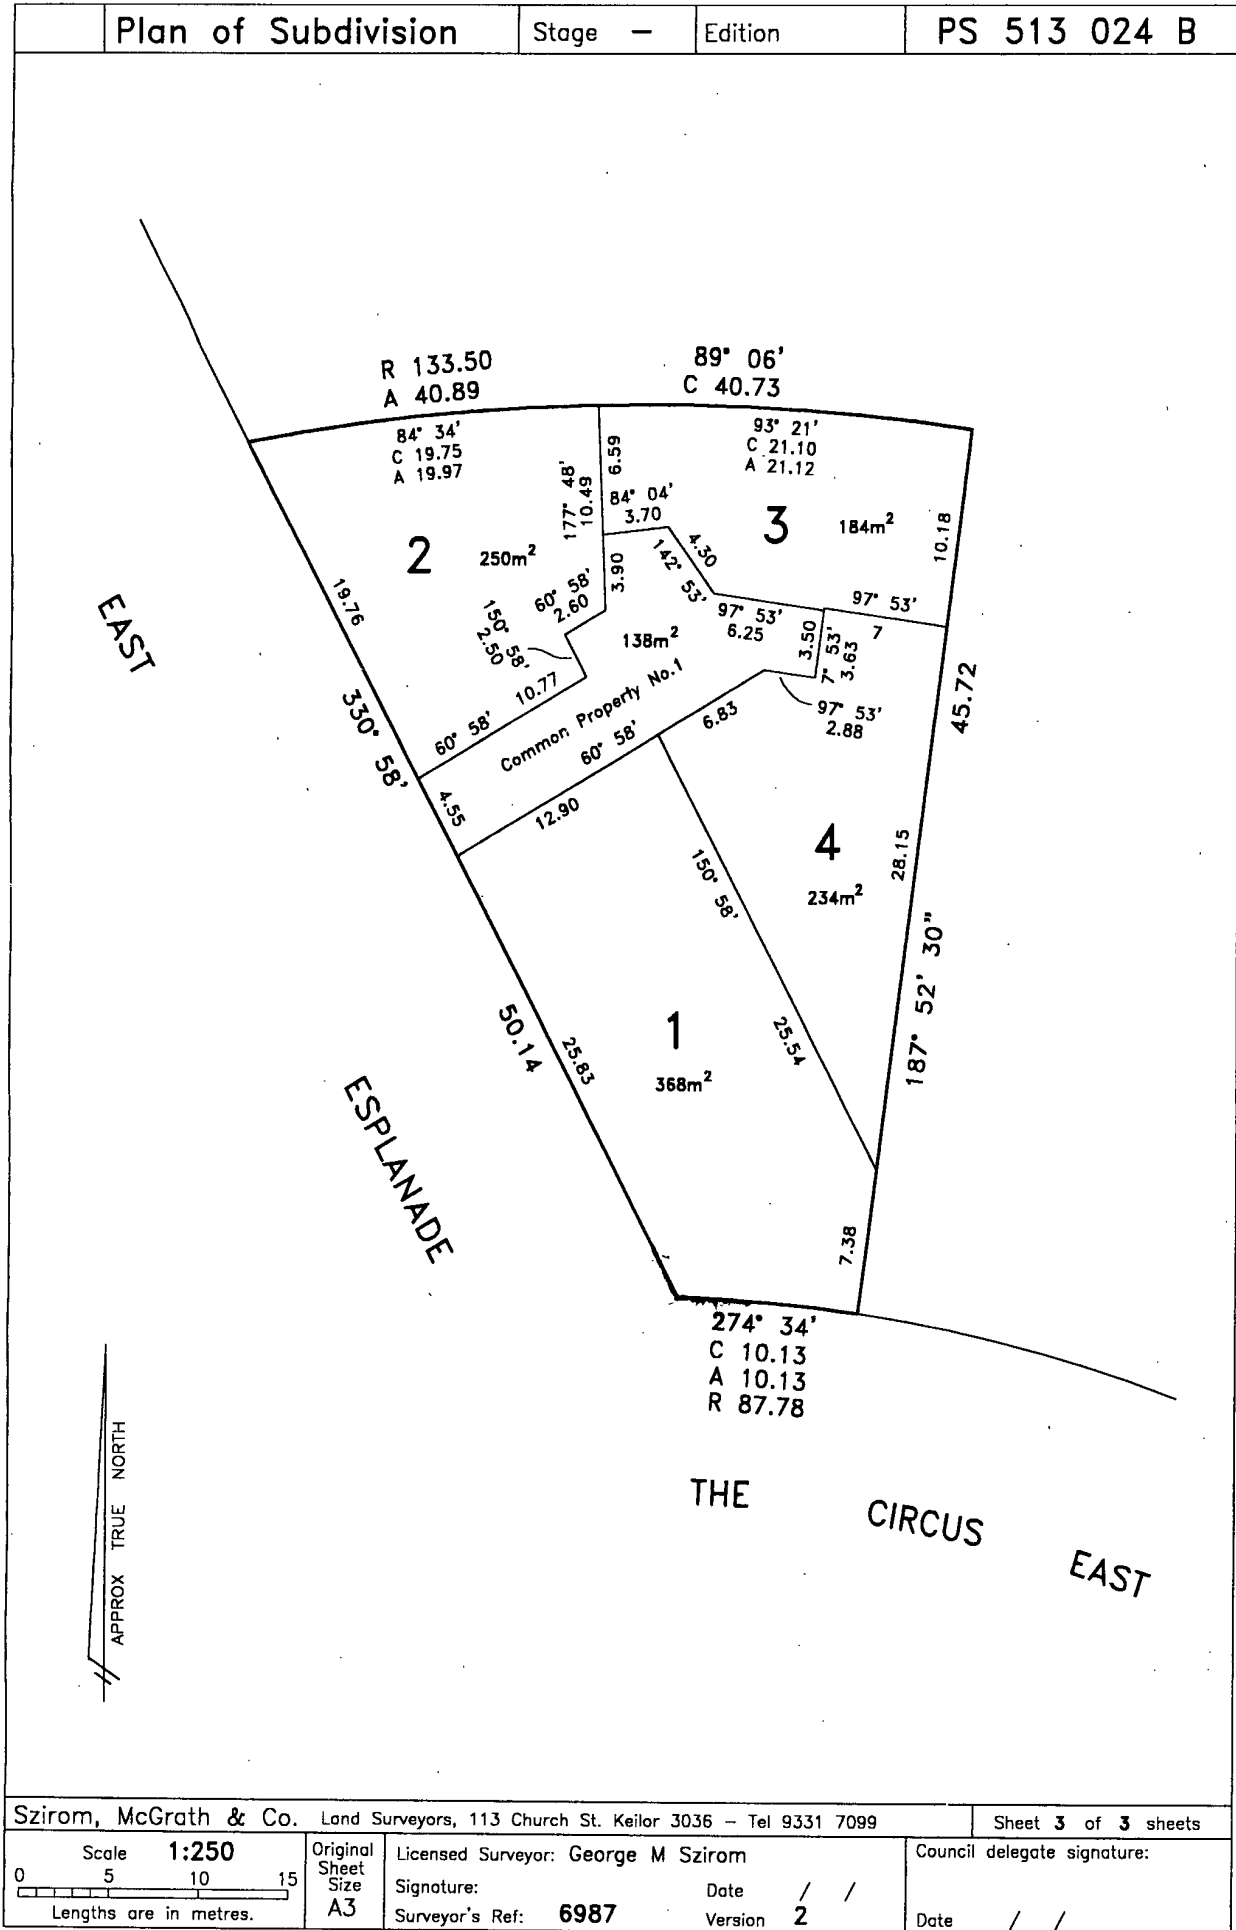 Plan of Subdivision
Stage –
Edition
PS 513 024 B
R 133.50
A 40.89
89° 06'
C 40.73
84° 34'
C 19.75
A 19.97
93° 21'
C 21.10
A 21.12
6.59
177° 48'
10.49
84° 04'
3.70
3
184m²
10.18
2
250m²
4.30
142° 53'
3.90
60° 58'
2.60
150° 58'
2.50
97° 53'
6.25
97° 53'
7
19.76
138m²
3.50
7° 53'
3.63
EAST
10.77
60° 58'
Common Property No.1
60° 58'
6.83
97° 53'
2.88
45.72
330° 58'
4.55
12.90
4
234m²
28.15
150° 58'
187° 52' 30"
50.14
25.83
1
368m²
25.54
ESPLANADE
7.38
274° 34'
C 10.13
A 10.13
R 87.78
APPROX TRUE NORTH
THE CIRCUS EAST
Szirom, McGrath & Co. Land Surveyors, 113 Church St. Keilor 3036 – Tel 9331 7099
Sheet 3 of 3 sheets
Scale 1:250
0 5 10 15
Lengths are in metres.
Original
Sheet
Size
A3
Licensed Surveyor: George M Szirom
Signature:
Date / /
Surveyor's Ref: 6987
Version 2
Council delegate signature:
Date / /